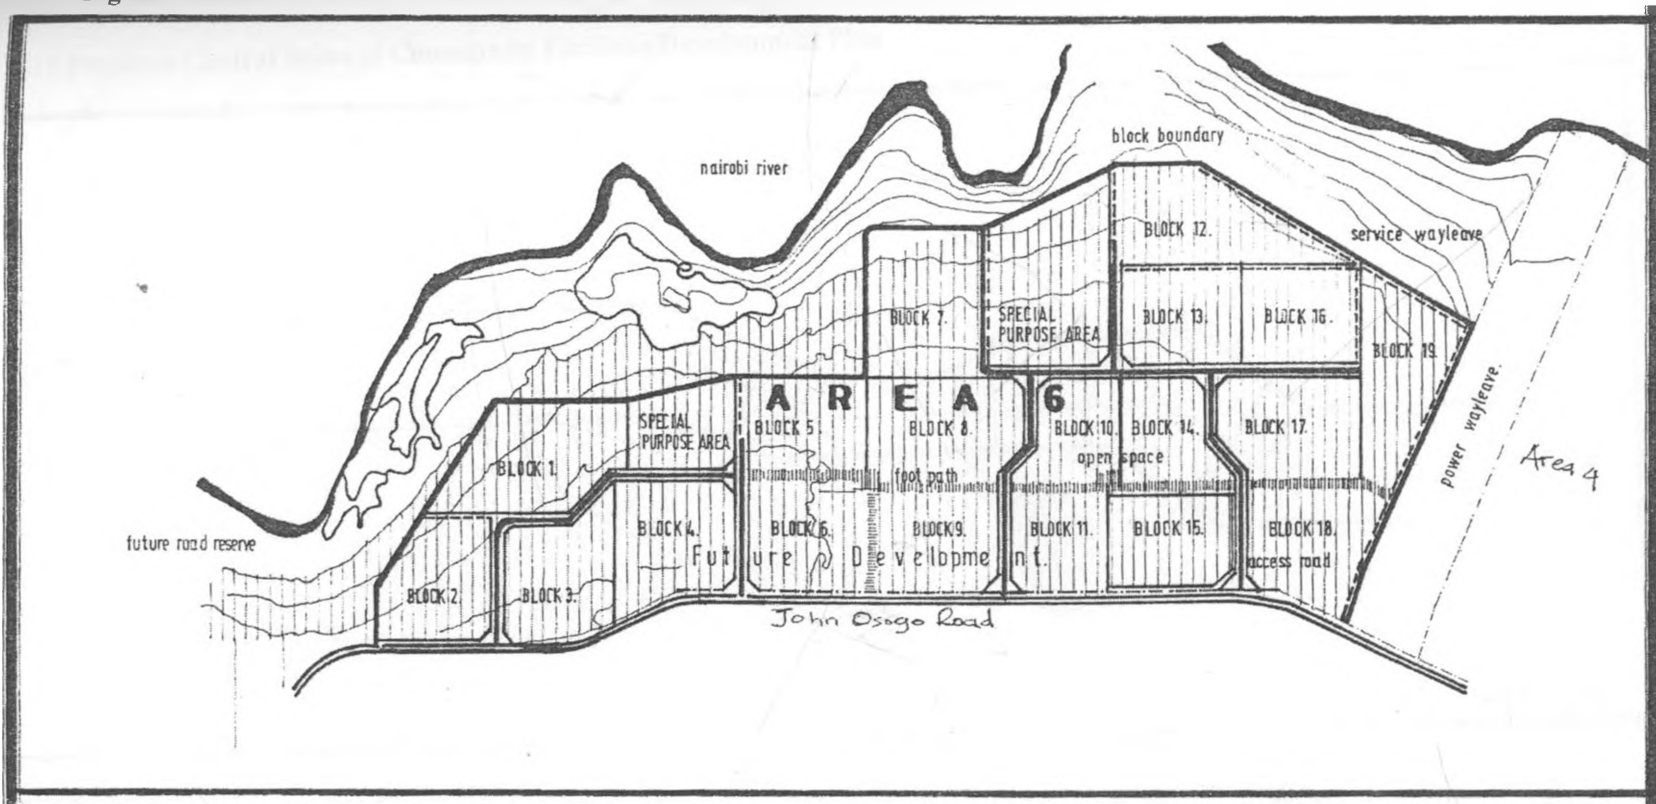 block boundary
nairobi river
BLOCK 12.
service wayleave
BLOCK 7.
SPECIAL
PURPOSE AREA
BLOCK 13.
BLOCK 16.
BLOCK 19.
AREA 6
SPECIAL
PURPOSE AREA
BLOCK 5.
BLOCK 8.
BLOCK 10.
BLOCK 14.
BLOCK 17.
power wayleave.
Area 4
BLOCK 1.
open space
foot path
BLOCK 4.
BLOCK 6.
BLOCK 9.
BLOCK 11.
BLOCK 15.
BLOCK 18.
future road reserve
Future Development.
access road
BLOCK 2.
BLOCK 3.
John Osogo Road